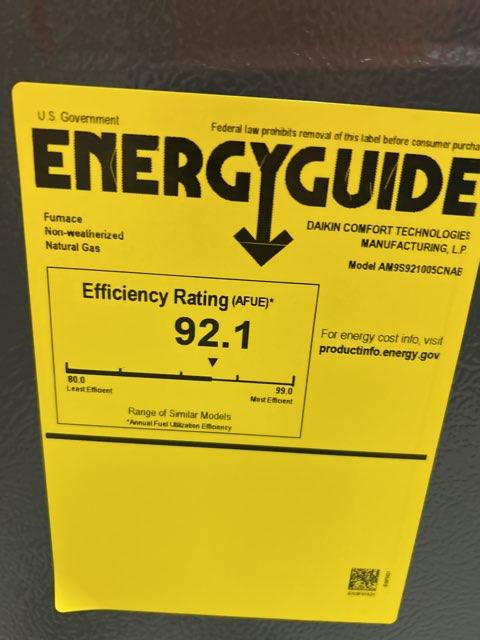 U.S. Government
Federal law prohibits removal of this label before consumer purcha
ENERGYGUIDE
Furnace
Non-weatherized
Natural Gas
DAIKIN COMFORT TECHNOLOGIES
MANUFACTURING, L.P.
Model AM9S921005CNAE
Efficiency Rating (AFUE)*
92.1
80.0
Least Efficient
99.0
Most Efficient
Range of Similar Models
*Annual Fuel Utilization Efficiency
For energy cost info, visit
productinfo.energy.gov